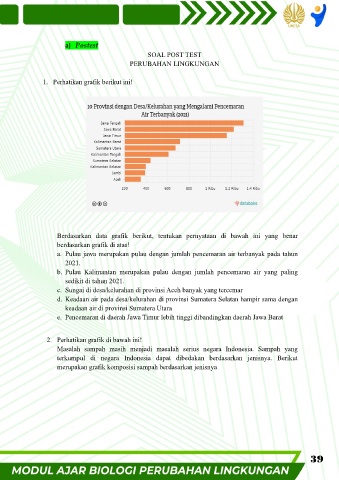 a) Postest
SOAL POST TEST
PERUBAHAN LINGKUNGAN
1. Perhatikan grafik berikut ini!
10 Provinsi dengan Desa/Kelurahan yang Mengalami Pencemaran
Air Terbanyak (2021)
Jawa Tengah
Jawa Barat
Jawa Timur
Kalimantan Barat
Sumatera Utara
Kalimantan Tengah
Sumatera Selatan
Kalimantan Selatan
Jambi
Aceh
200 400 600 800 1 Ribu 1,2 Ribu 1,4 Ribu
databoks
Berdasarkan data grafik berikut, tentukan pernyataan di bawah ini yang benar
berdasarkan grafik di atas!
a. Pulau jawa merupakan pulau dengan jumlah pencemaran air terbanyak pada tahun
2021.
b. Pulau Kalimantan merupakan pulau dengan jumlah pencemaran air yang paling
sedikit di tahun 2021.
c. Sungai di desa/kelurahan di provinsi Aceh banyak yang tercemar
d. Keadaan air pada desa/kelurahan di provinsi Sumatera Selatan hampir sama dengan
keadaan air di provinsi Sumatera Utara
e. Pencemaran di daerah Jawa Timur lebih tinggi dibandingkan daerah Jawa Barat
2. Perhatikan grafik di bawah ini!
Masalah sampah masih menjadi masalah serius negara Indonesia. Sampah yang
terkumpul di negara Indonesia dapat dibedakan berdasarkan jenisnya. Berikut
merupakan grafik komposisi sampah berdasarkan jenisnya
39
MODUL AJAR BIOLOGI PERUBAHAN LINGKUNGAN